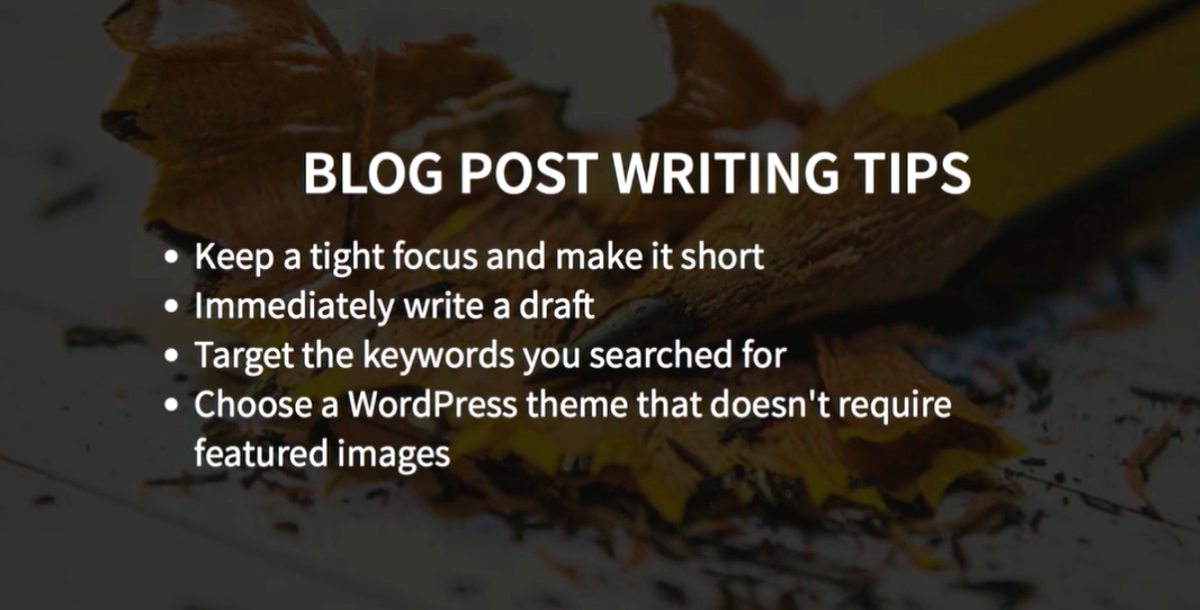 BLOG POST WRITING TIPS
• Keep a tight focus and make it short
• Immediately write a draft
• Target the keywords you searched for
• Choose a WordPress theme that doesn't require
featured images